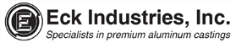 Eck Industries, Inc.
Specialists in premium aluminum castings